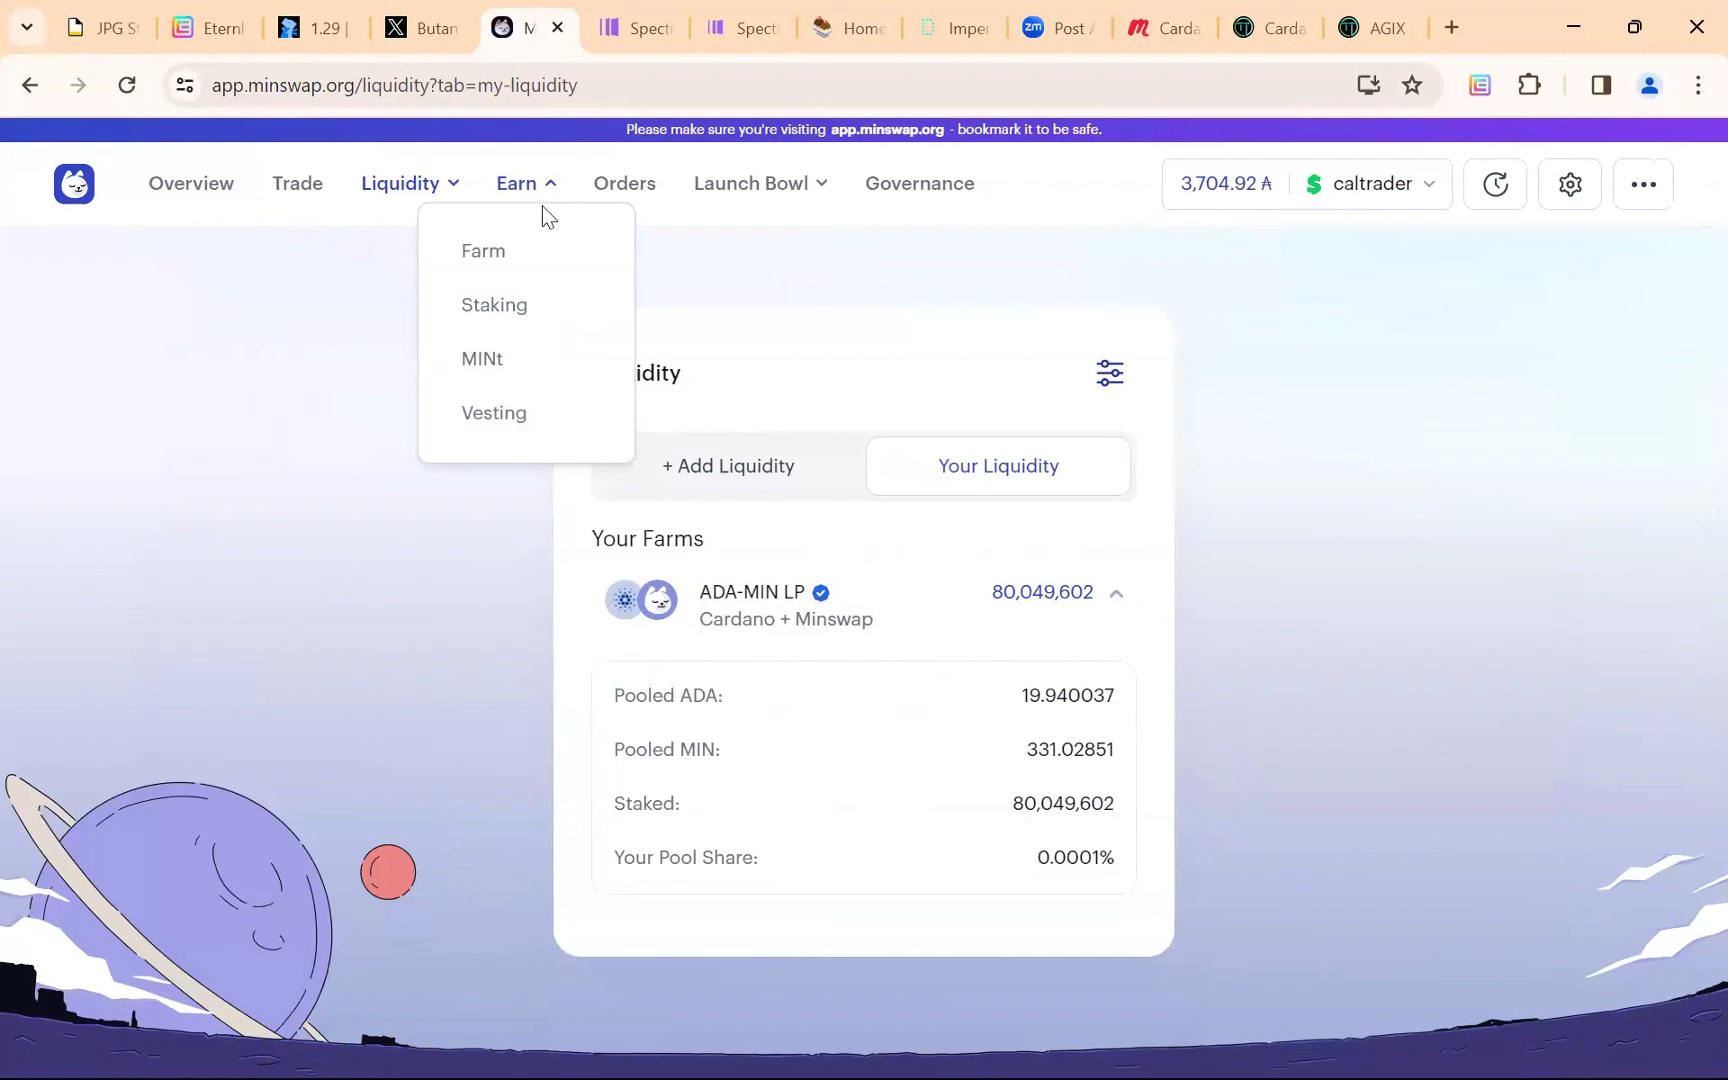 JPG S
Eternl
1.29 |
Butan
M
Spect
Spect
Home
Imper
Post A
Carda
Carda
AGIX
app.minswap.org/liquidity?tab=my-liquidity
Please make sure you're visiting app.minswap.org - bookmark it to be safe.
Overview
Trade
Liquidity
Earn
Orders
Launch Bowl
Governance
3,704.92 ₳
caltrader
Farm
Staking
MINt
Vesting
idity
+ Add Liquidity
Your Liquidity
Your Farms
ADA-MIN LP
80,049,602
Cardano + Minswap
Pooled ADA:
19.940037
Pooled MIN:
331.02851
Staked:
80,049,602
Your Pool Share:
0.0001%